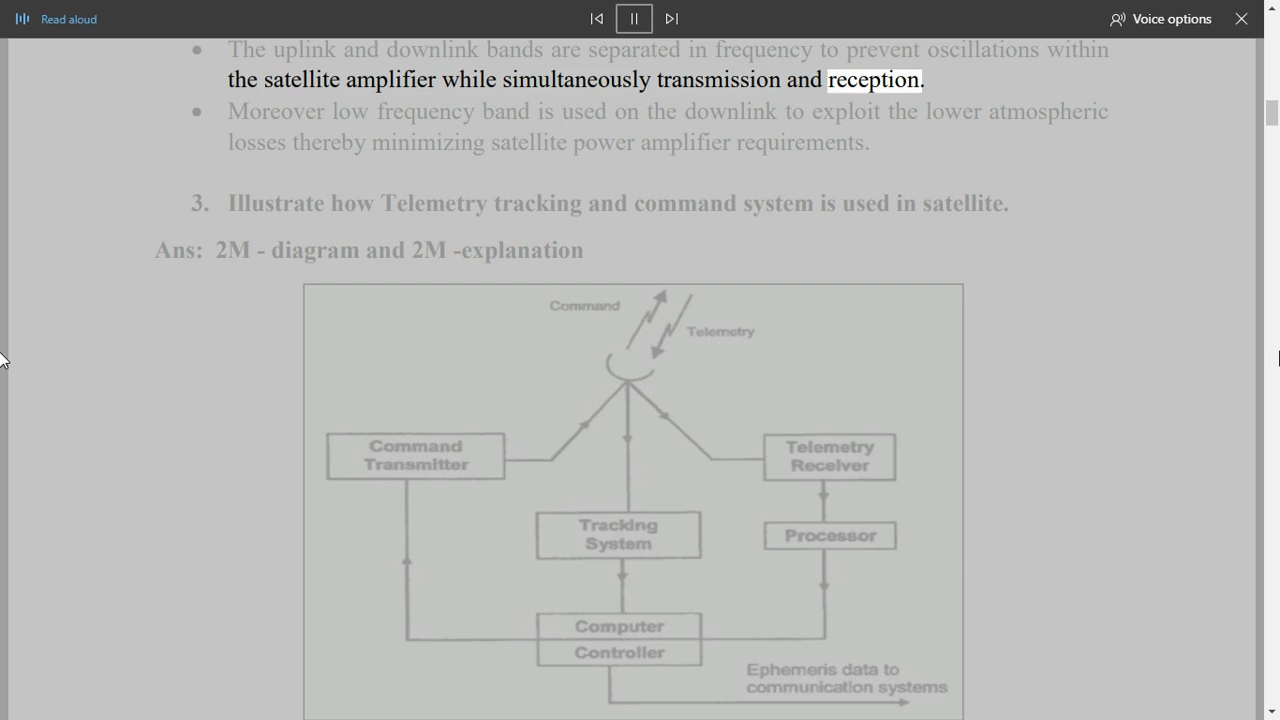 Read aloud
Voice options
The uplink and downlink bands are separated in frequency to prevent oscillations within
the satellite amplifier while simultaneously transmission and reception.
Moreover low frequency band is used on the downlink to exploit the lower atmospheric
losses thereby minimizing satellite power amplifier requirements.
3. Illustrate how Telemetry tracking and command system is used in satellite.
Ans: 2M - diagram and 2M -explanation
Command
Telemetry
Command
Transmitter
Telemetry
Receiver
Tracking
System
Processor
Computer
Controller
Ephemeris data to
communication systems